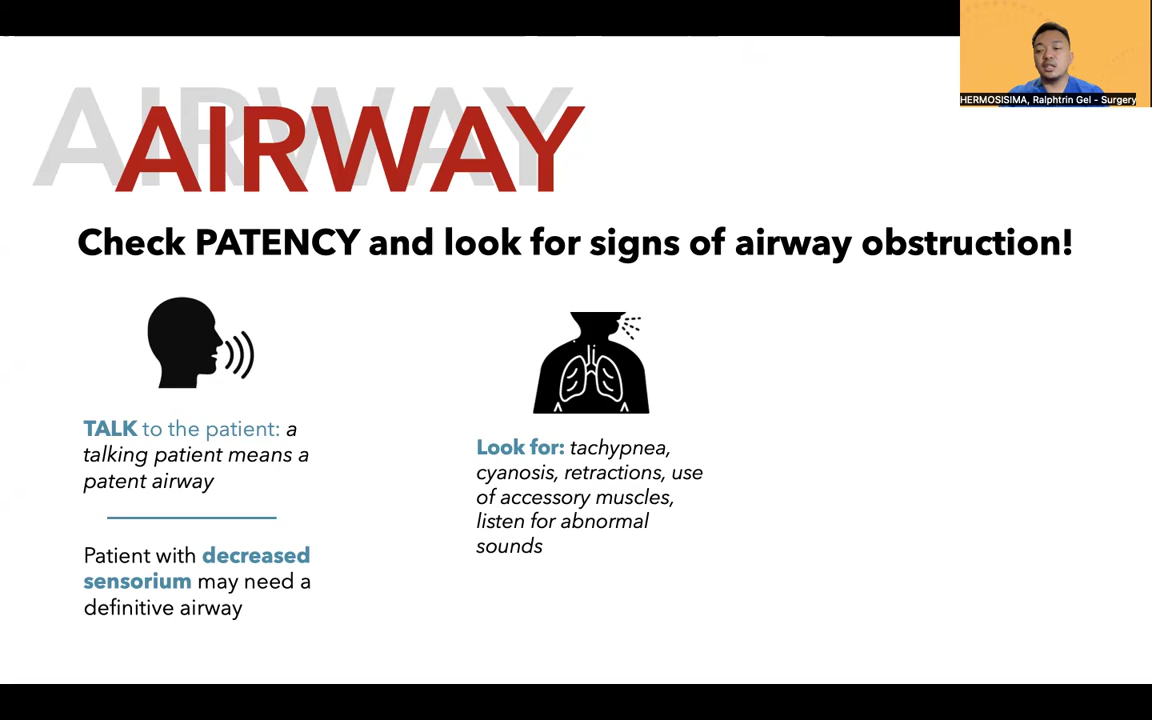 HERMOSISIMA, Ralphtrin Gel - Surgery
AIRWAY
AIRWAY
Check PATENCY and look for signs of airway obstruction!
TALK to the patient: a
talking patient means a
patent airway
Patient with decreased
sensorium may need a
definitive airway
Look for: tachypnea,
cyanosis, retractions, use
of accessory muscles,
listen for abnormal
sounds